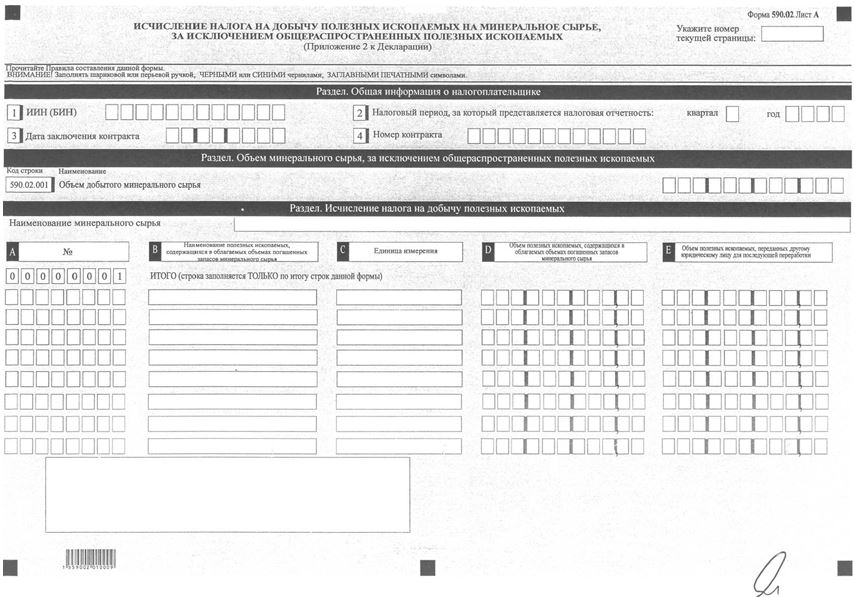 Форма 590.02 Лист А
ИСЧИСЛЕНИЕ НАЛОГА НА ДОБЫЧУ ПОЛЕЗНЫХ ИСКОПАЕМЫХ НА МИНЕРАЛЬНОЕ СЫРЬЕ,
ЗА ИСКЛЮЧЕНИЕМ ОБЩЕРАСПРОСТРАНЕННЫХ ПОЛЕЗНЫХ ИСКОПАЕМЫХ
(Приложение 2 к Декларации)
Укажите номер
текущей страницы:
Прочитайте Правила составления данной формы.
ВНИМАНИЕ! Заполнять шариковой или перьевой ручкой, ЧЕРНЫМИ или СИНИМИ чернилами, ЗАГЛАВНЫМИ ПЕЧАТНЫМИ символами.
Раздел. Общая информация о налогоплательщике
1 ИИН (БИН)
2 Налоговый период, за который представляется налоговая отчетность: квартал год
3 Дата заключения контракта
4 Номер контракта
Раздел. Объем минерального сырья, за исключением общераспространенных полезных ископаемых
Код строки Наименование
590.02.001 Объем добытого минерального сырья
Раздел. Исчисление налога на добычу полезных ископаемых
Наименование минерального сырья
A №
B Наименование полезных ископаемых,
содержащихся в облагаемых объемах погашенных
запасов минерального сырья
C Единица измерения
D Объем полезных ископаемых, содержащихся в
облагаемых объемах погашенных запасов
минерального сырья
E Объем полезных ископаемых, переданных другому
юридическому лицу для последующей переработки
0 0 0 0 0 0 0 1 ИТОГО (строка заполняется ТОЛЬКО по итогу строк данной формы)
1 559002 010009